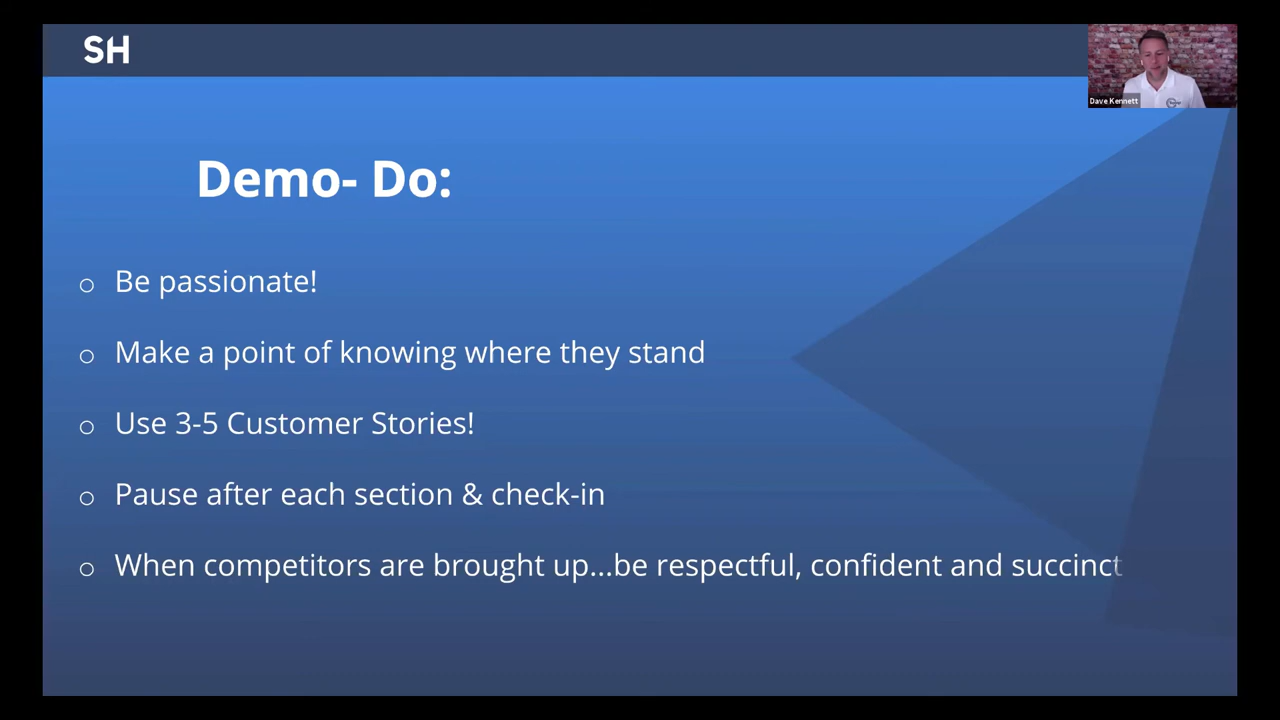 SH
Dave Kennett
Demo- Do:
Be passionate!
Make a point of knowing where they stand
Use 3-5 Customer Stories!
Pause after each section & check-in
When competitors are brought up...be respectful, confident and succinct